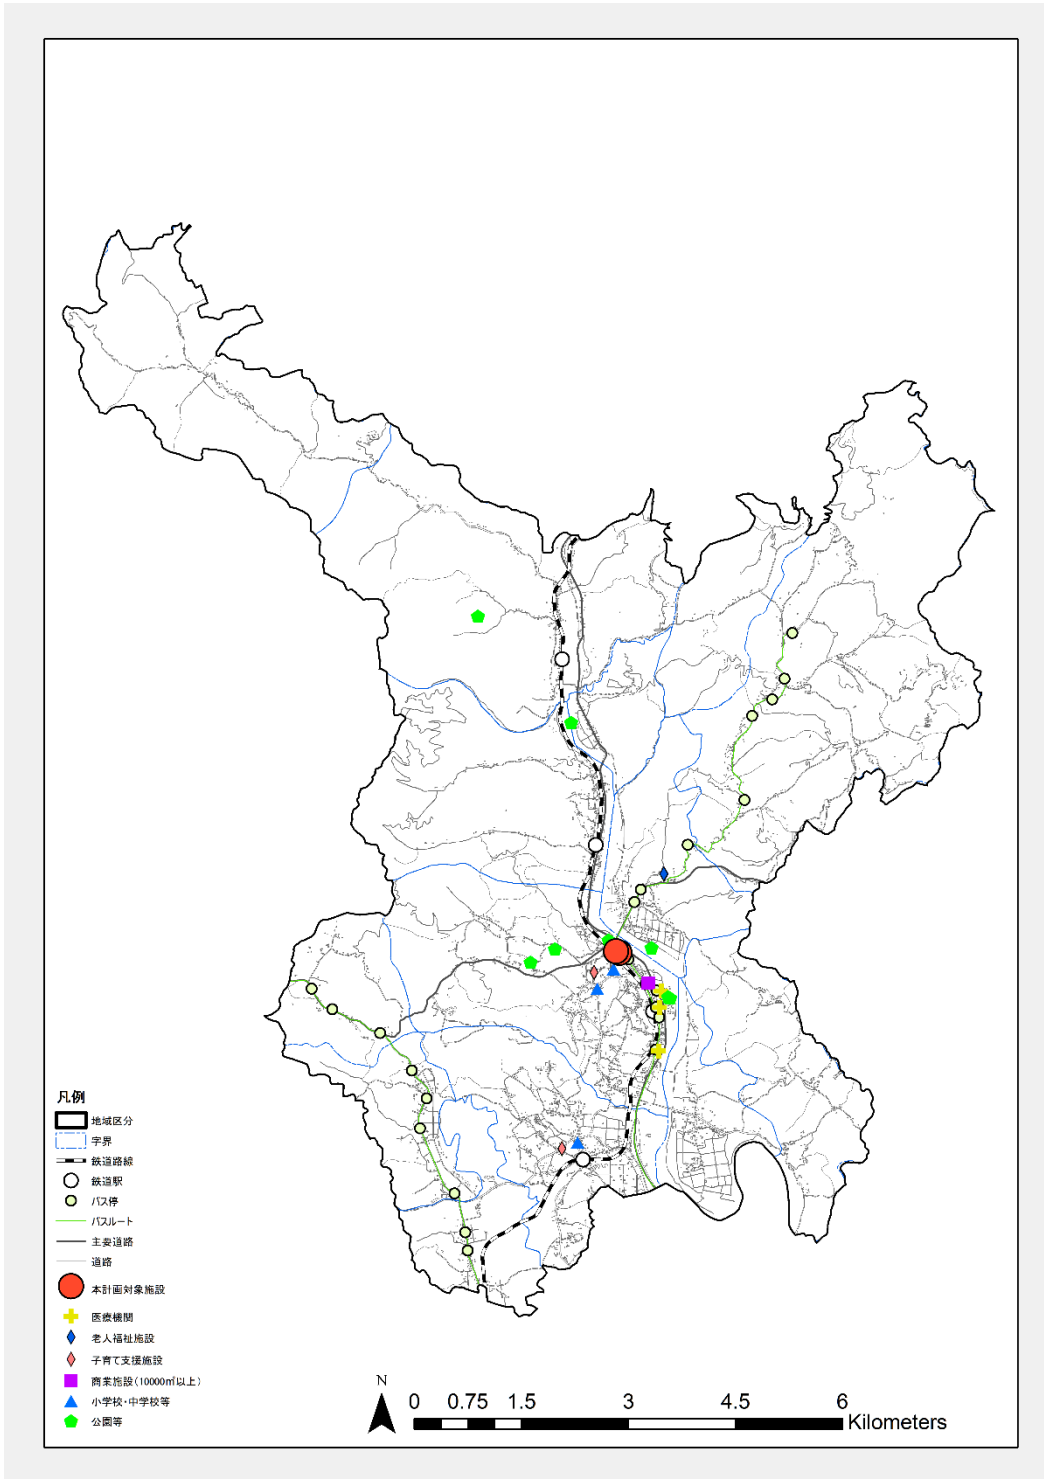 凡例
地域区分
字界
鉄道路線
鉄道駅
バス停
バスルート
主要道路
道路
本計画対象施設
医療機関
老人福祉施設
子育て支援施設
商業施設(10000㎡以上)
小学校・中学校等
公園等
N
0 0.75 1.5 3 4.5 6
Kilometers